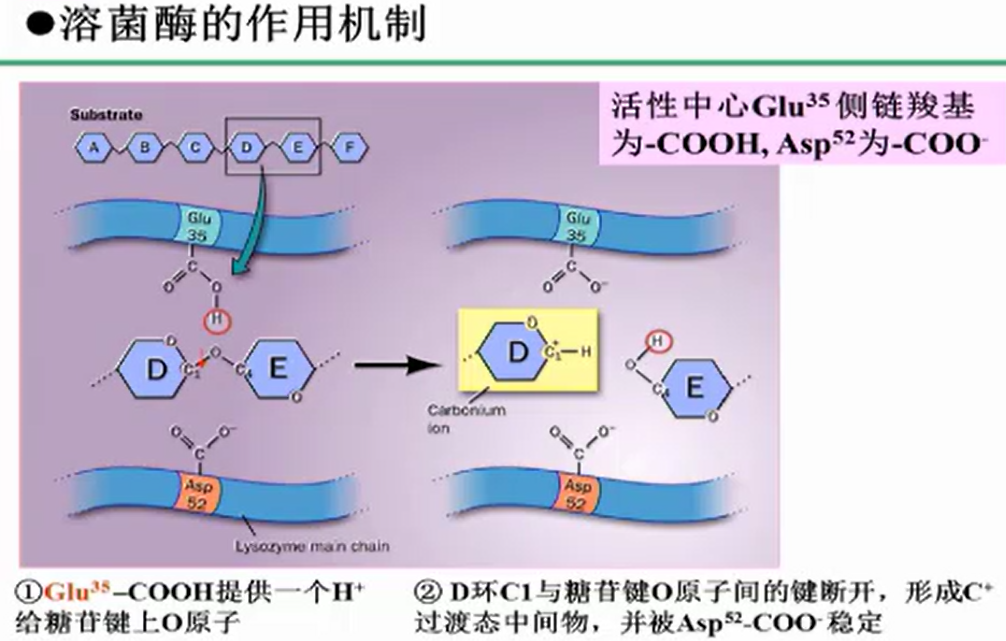 ●溶菌酶的作用机制
活性中心Glu³⁵侧链羧基
为-COOH, Asp⁵²为-COO⁻
Substrate
A B C D E F
Glu
35
C
O O
H
D O C₁ O C₄ E O
O O⁻
C
Asp
52
Lysozyme main chain
Glu
35
C
O O⁻
D O C₁⁺—H
Carbonium
ion
H
O
C₄ E
O
O O⁻
C
Asp
52
①Glu³⁵–COOH提供一个H⁺
给糖苷键上O原子
② D环C1与糖苷键O原子间的键断开，形成C⁺
过渡态中间物，并被Asp⁵²-COO⁻稳定